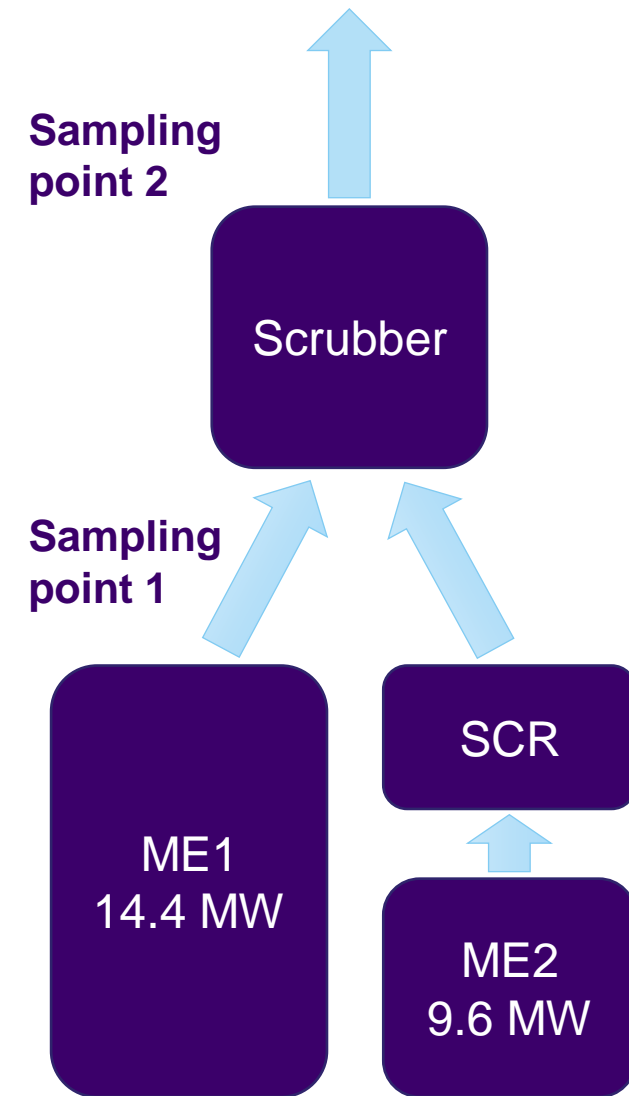 Sampling
point 2
Scrubber
Sampling
point 1
SCR
ME1
14.4 MW
ME2
9.6 MW